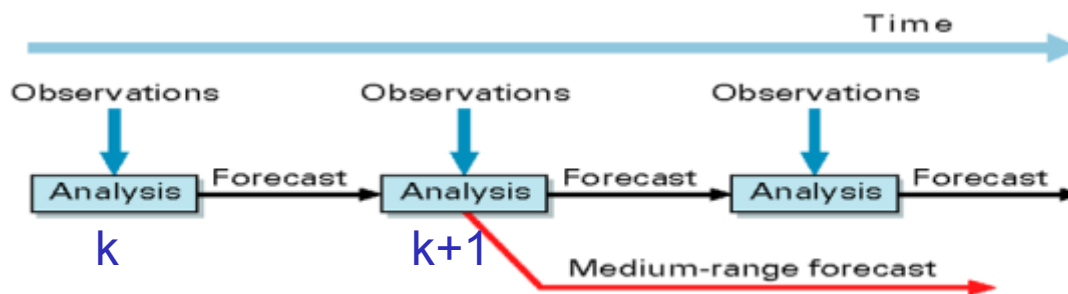 Time
Observations Observations Observations
Analysis Forecast Analysis Forecast Analysis Forecast
k k+1
Medium-range forecast